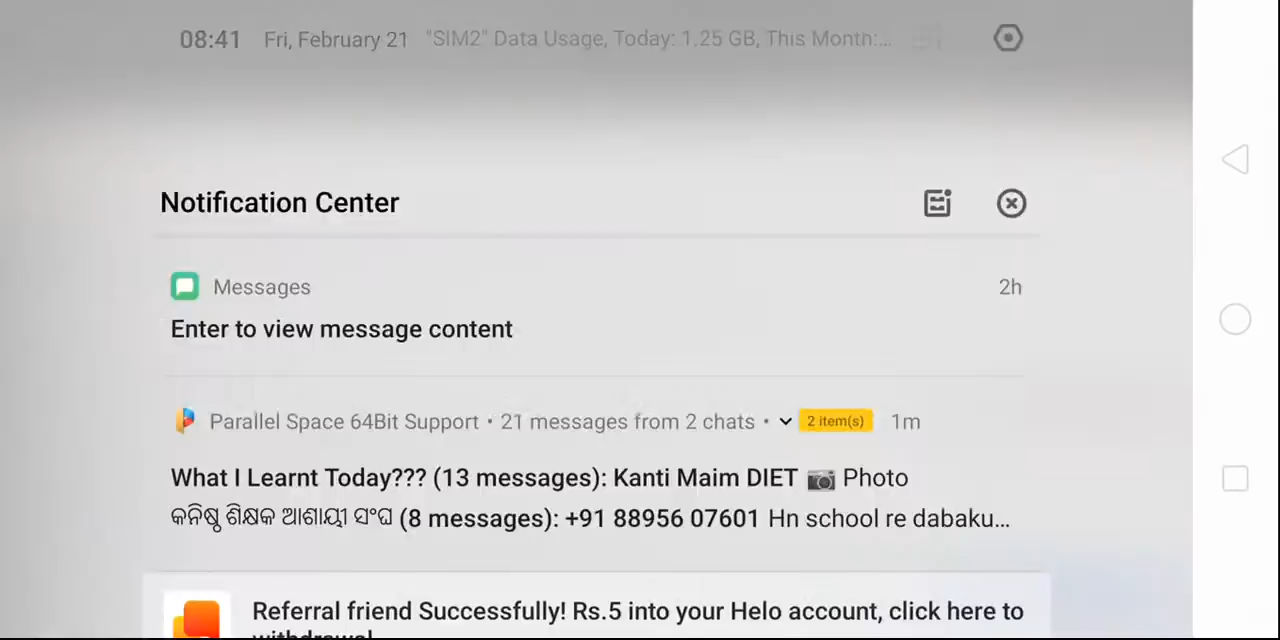 08:41 Fri, February 21 "SIM2" Data Usage, Today: 1.25 GB, This Month:...
Notification Center
Messages 2h
Enter to view message content
Parallel Space 64Bit Support • 21 messages from 2 chats • 2 item(s) 1m
What I Learnt Today??? (13 messages): Kanti Maim DIET 📷 Photo
କନିଷ୍ଠ ଶିକ୍ଷକ ଆଶାୟୀ ସଂଘ (8 messages): +91 88956 07601 Hn school re dabaku...
Referral friend Successfully! Rs.5 into your Helo account, click here to
withdrawal